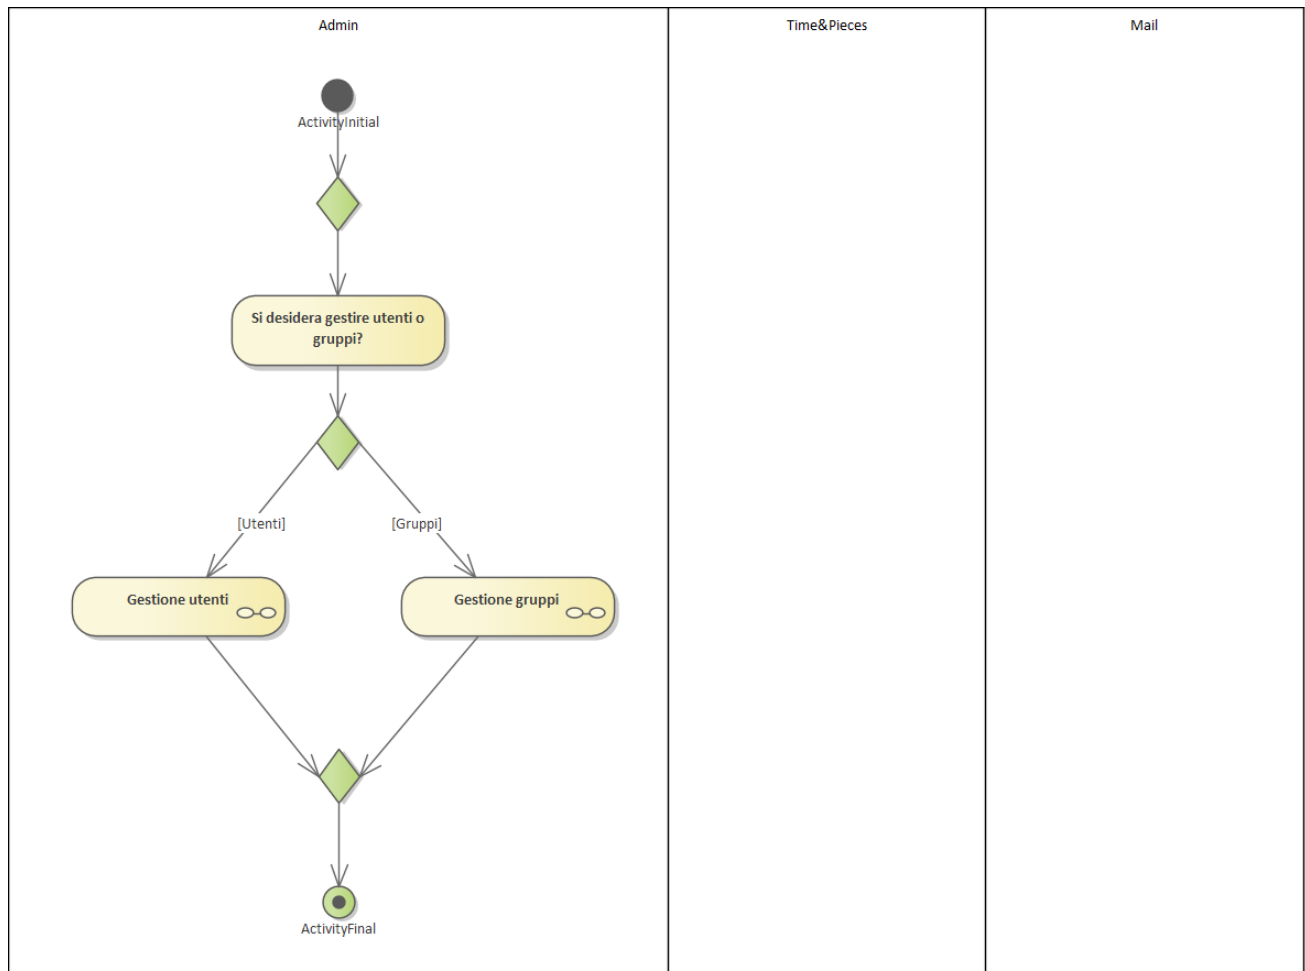 Admin
Time&Pieces
Mail
ActivityInitial
Si desidera gestire utenti o
gruppi?
[Utenti]
[Gruppi]
Gestione utenti
Gestione gruppi
ActivityFinal